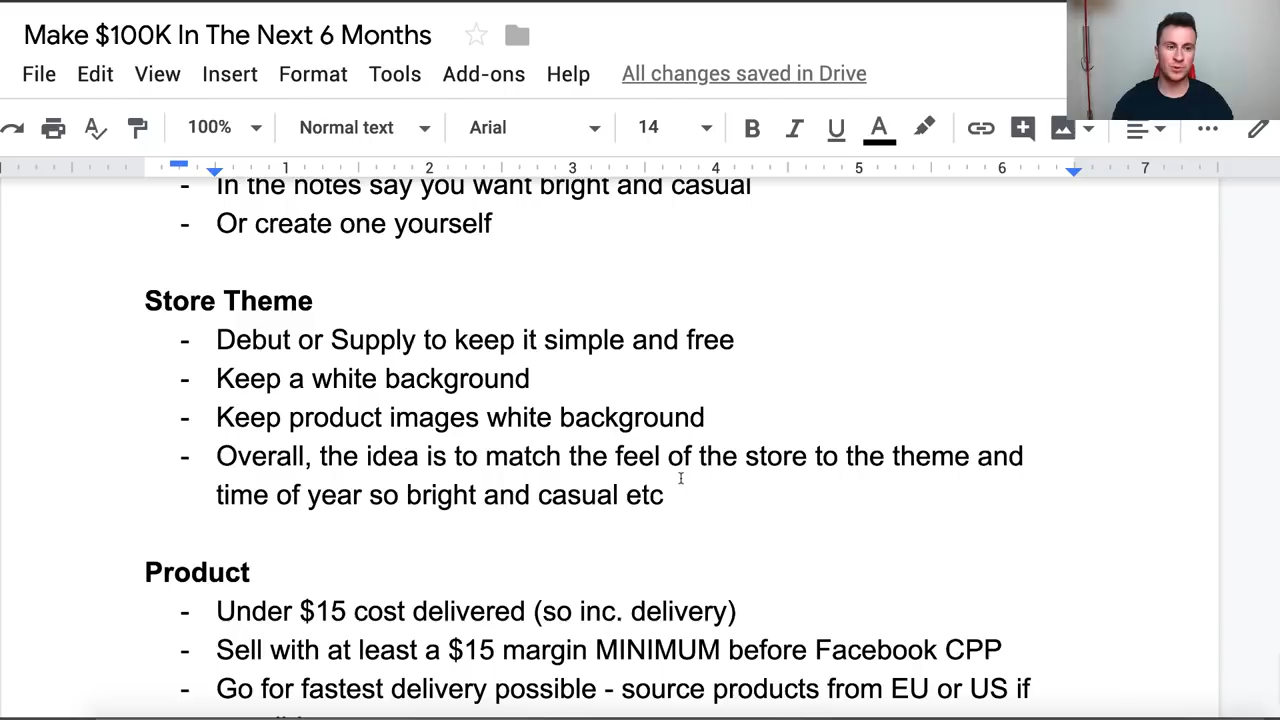 Make $100K In The Next 6 Months
File Edit View Insert Format Tools Add-ons Help All changes saved in Drive
100% Normal text Arial 14 B I U A
1 2 3 4 5 6 7
- In the notes say you want bright and casual
- Or create one yourself
Store Theme
- Debut or Supply to keep it simple and free
- Keep a white background
- Keep product images white background
- Overall, the idea is to match the feel of the store to the theme and
time of year so bright and casual etc
Product
- Under $15 cost delivered (so inc. delivery)
- Sell with at least a $15 margin MINIMUM before Facebook CPP
- Go for fastest delivery possible - source products from EU or US if